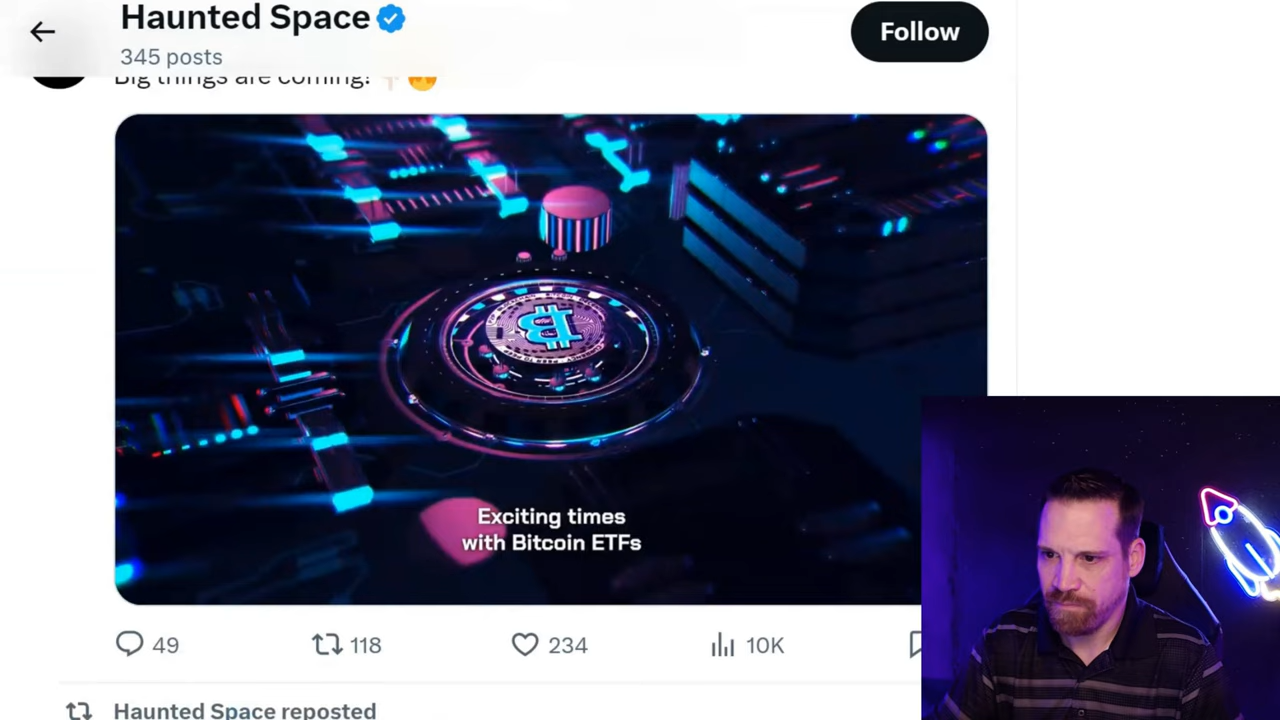 Haunted Space
Follow
345 posts
Big things are coming!
Exciting times
with Bitcoin ETFs
49
118
234
10K
Haunted Space reposted